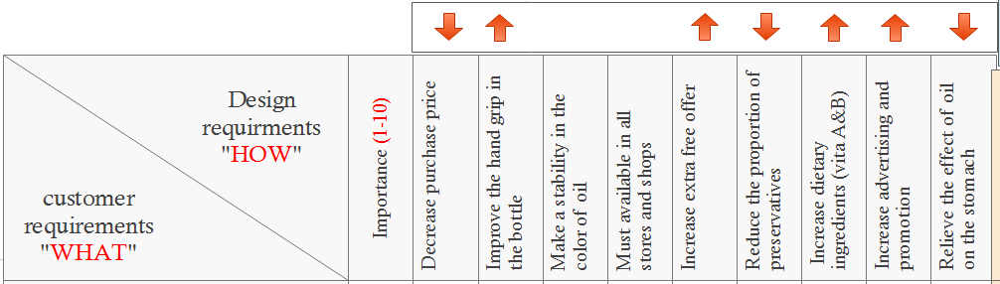 Design
requirments
"HOW"
customer
requirements
"WHAT"
Importance (1-10)
Decrease purchase price
Improve the hand grip in
the bottle
Make a stability in the
color of oil
Must available in all
stores and shops
Increase extra free offer
Reduce the proportion of
preservatives
Increase dietary
ingredients (vita A&B)
Increase advertising and
promotion
Relieve the effect of oil
on the stomach